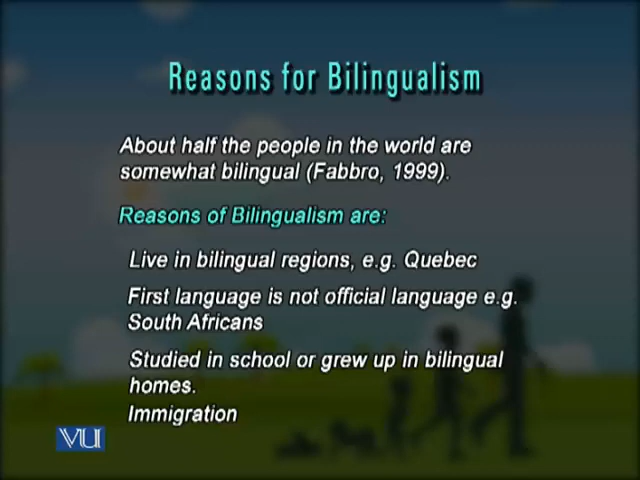 Reasons for Bilingualism
About half the people in the world are
somewhat bilingual (Fabbro, 1999).
Reasons of Bilingualism are:
Live in bilingual regions, e.g. Quebec
First language is not official language e.g.
South Africans
Studied in school or grew up in bilingual
homes.
Immigration
VU